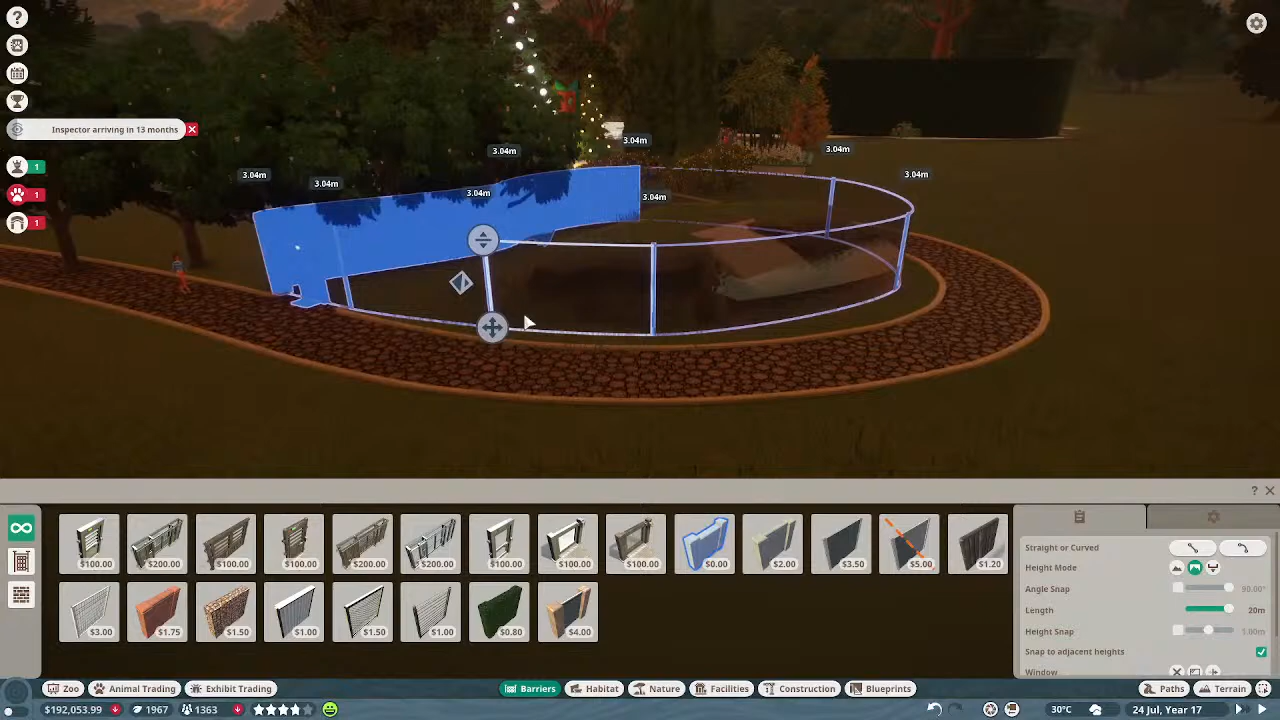 ?
Inspector arriving in 13 months
1
1
1
3.04m
3.04m
3.04m
3.04m
3.04m
3.04m
3.04m
3.04m
?
$100.00
$200.00
$100.00
$100.00
$200.00
$200.00
$100.00
$100.00
$100.00
$0.00
$2.00
$3.50
$5.00
$1.20
$3.00
$1.75
$1.50
$1.00
$1.50
$1.00
$0.80
$4.00
Straight or Curved
Height Mode
Angle Snap 90.00°
Length 20m
Height Snap 1.00m
Snap to adjacent heights
Window
Zoo
Animal Trading
Exhibit Trading
Barriers
Habitat
Nature
Facilities
Construction
Blueprints
Paths
Terrain
$192,053.99
1967
1363
30°C
24 Jul, Year 17